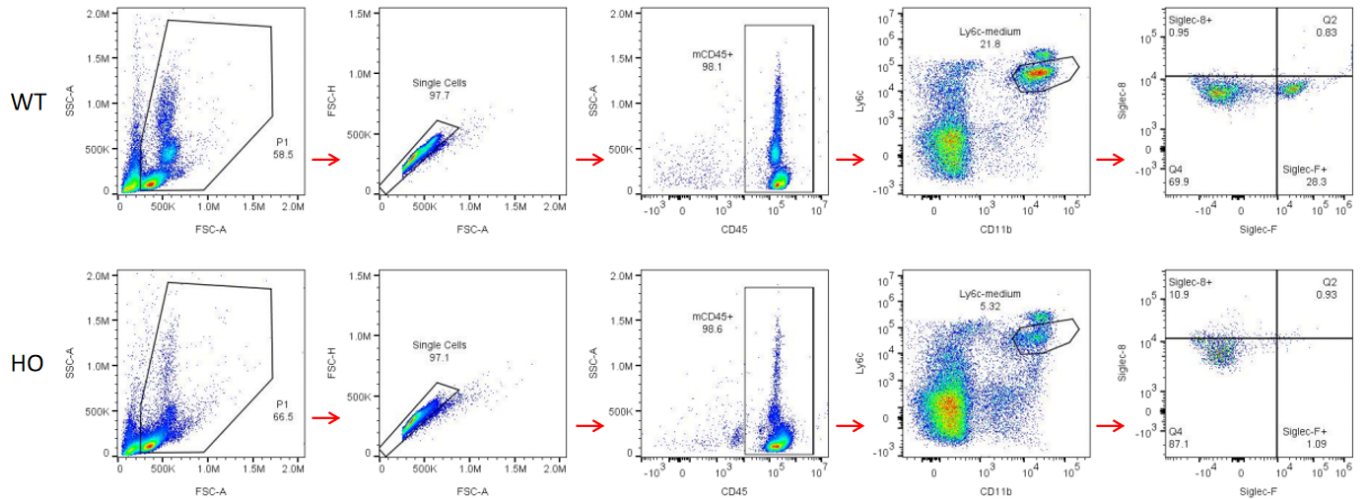 WT
2.0M
1.5M
1.0M
500K
0
SSC-A
P1
58.5
0 500K 1.0M 1.5M 2.0M
FSC-A
1.5M
1.0M
500K
0
FSC-H
Single Cells
97.7
500K 1.0M 1.5M 2.0M
FSC-A
2.0M
1.5M
1.0M
500K
0
SSC-A
mCD45+
98.1
-10^3 0 10^3 10^5 10^7
CD45
10^6
10^5
10^4
10^3
0
-10^3
Ly6c
Ly6c-medium
21.8
0 10^3 10^4 10^5
CD11b
10^5
10^4
10^3
0
-10^3
Siglec-8
Siglec-8+
0.95
Q2
0.83
Q4
69.9
Siglec-F+
28.3
-10^4 0 10^4 10^5 10^6
Siglec-F
HO
2.0M
1.5M
1.0M
500K
0
SSC-A
P1
66.5
0 500K 1.0M 1.5M 2.0M
FSC-A
1.5M
1.0M
500K
0
FSC-H
Single Cells
97.1
500K 1.0M 1.5M 2.0M
FSC-A
2.0M
1.5M
1.0M
500K
0
SSC-A
mCD45+
98.6
-10^3 0 10^3 10^5 10^7
CD45
10^6
10^5
10^4
10^3
0
-10^3
Ly6c
Ly6c-medium
5.32
0 10^3 10^4 10^5
CD11b
10^5
10^4
10^3
0
-10^3
Siglec-8
Siglec-8+
10.9
Q2
0.93
Q4
87.1
Siglec-F+
1.09
-10^4 0 10^4 10^5 10^6
Siglec-F